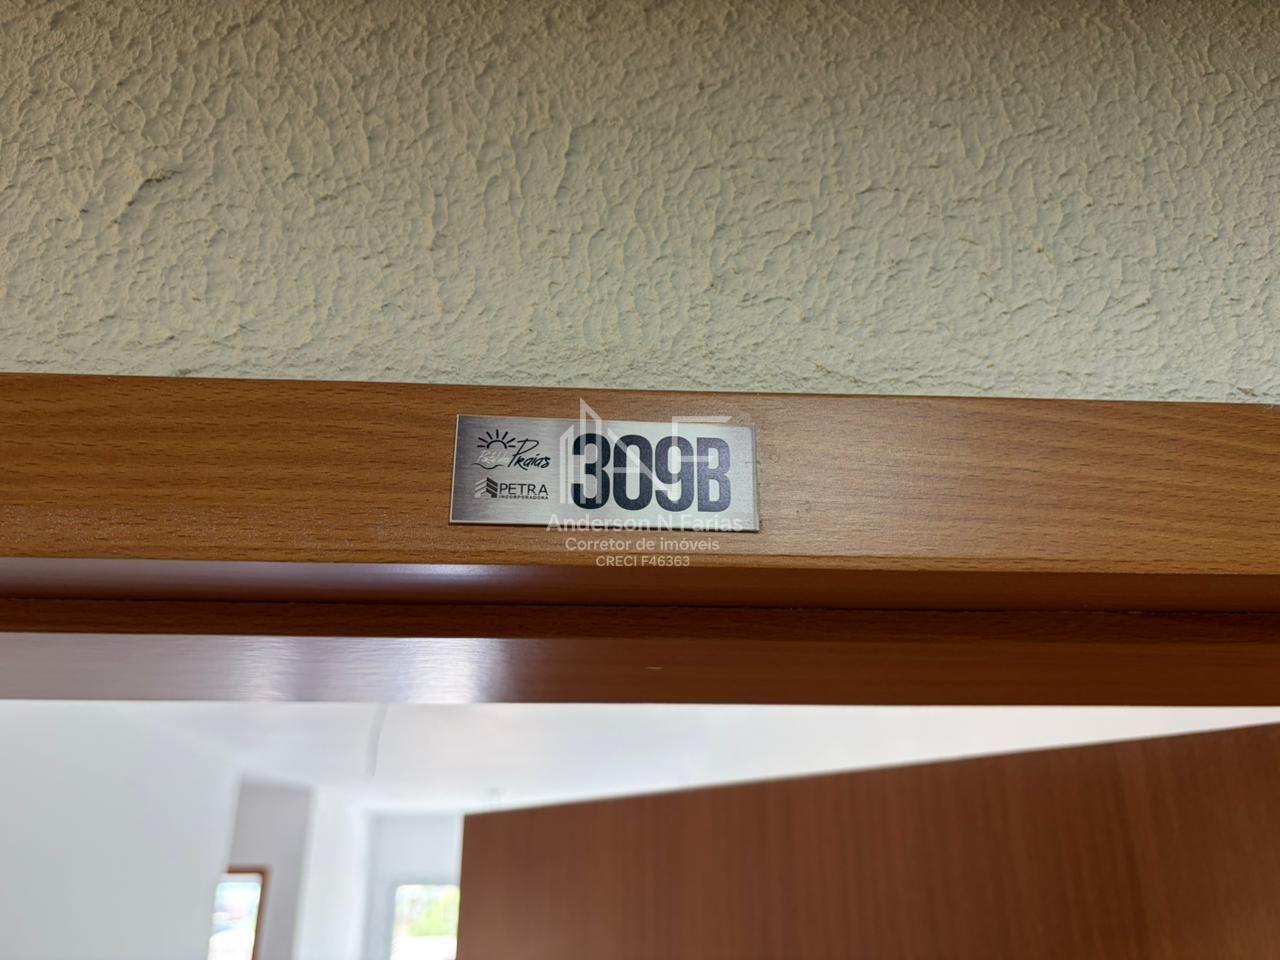 Praias
PETRA
INCORPORADORA
309B
Anderson N Farias
Corretor de imóveis
CRECI F46363